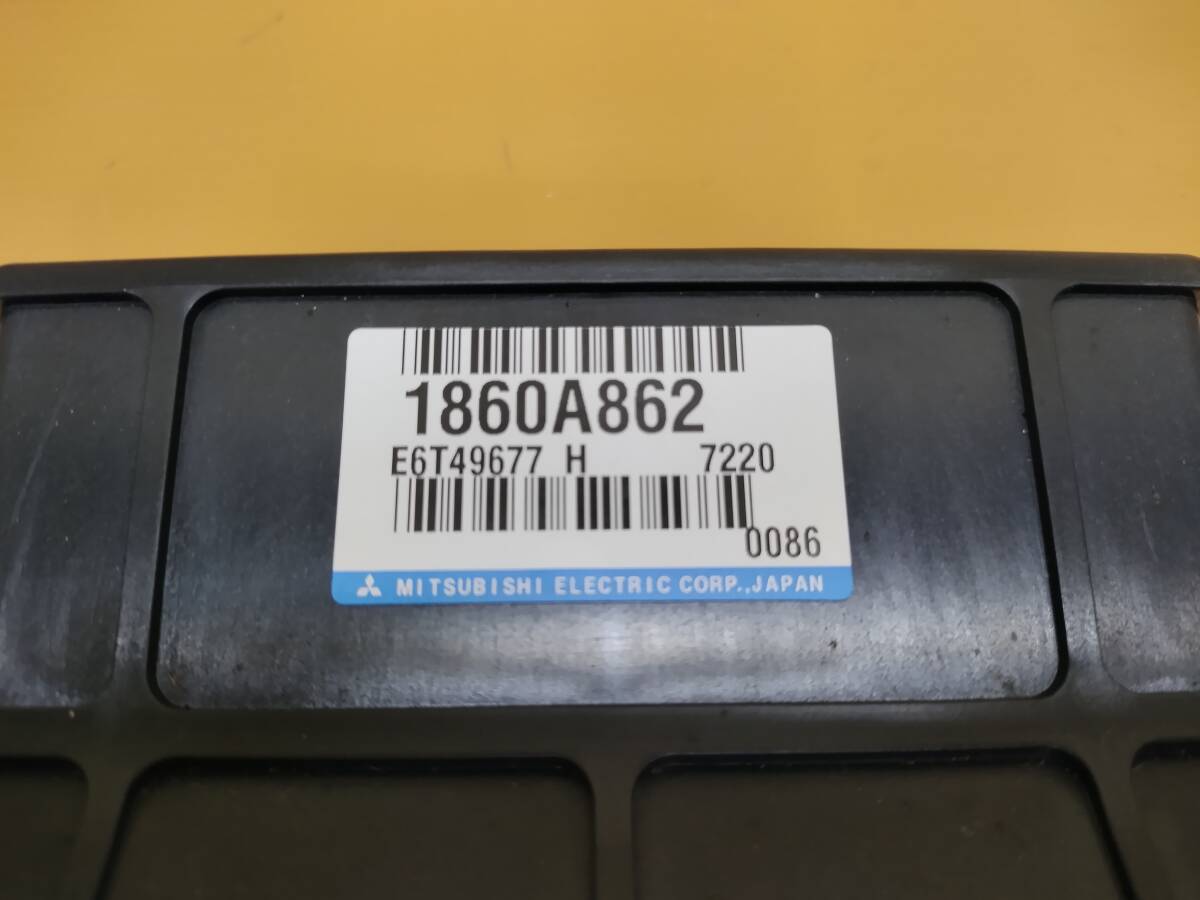 1860A862
E6T49677 H 7220
0086
MITSUBISHI ELECTRIC CORP.,JAPAN